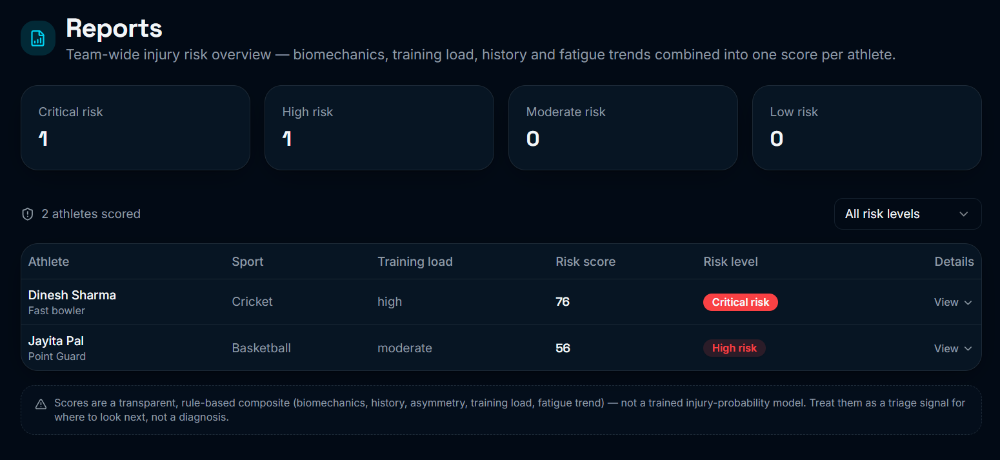 Reports
Team-wide injury risk overview — biomechanics, training load, history and fatigue trends combined into one score per athlete.
Critical risk
1
High risk
1
Moderate risk
0
Low risk
0
2 athletes scored
All risk levels
Athlete Sport Training load Risk score Risk level Details
Dinesh Sharma
Fast bowler
Cricket high 76 Critical risk View
Jayita Pal
Point Guard
Basketball moderate 56 High risk View
Scores are a transparent, rule-based composite (biomechanics, history, asymmetry, training load, fatigue trend) — not a trained injury-probability model. Treat them as a triage signal for
where to look next, not a diagnosis.